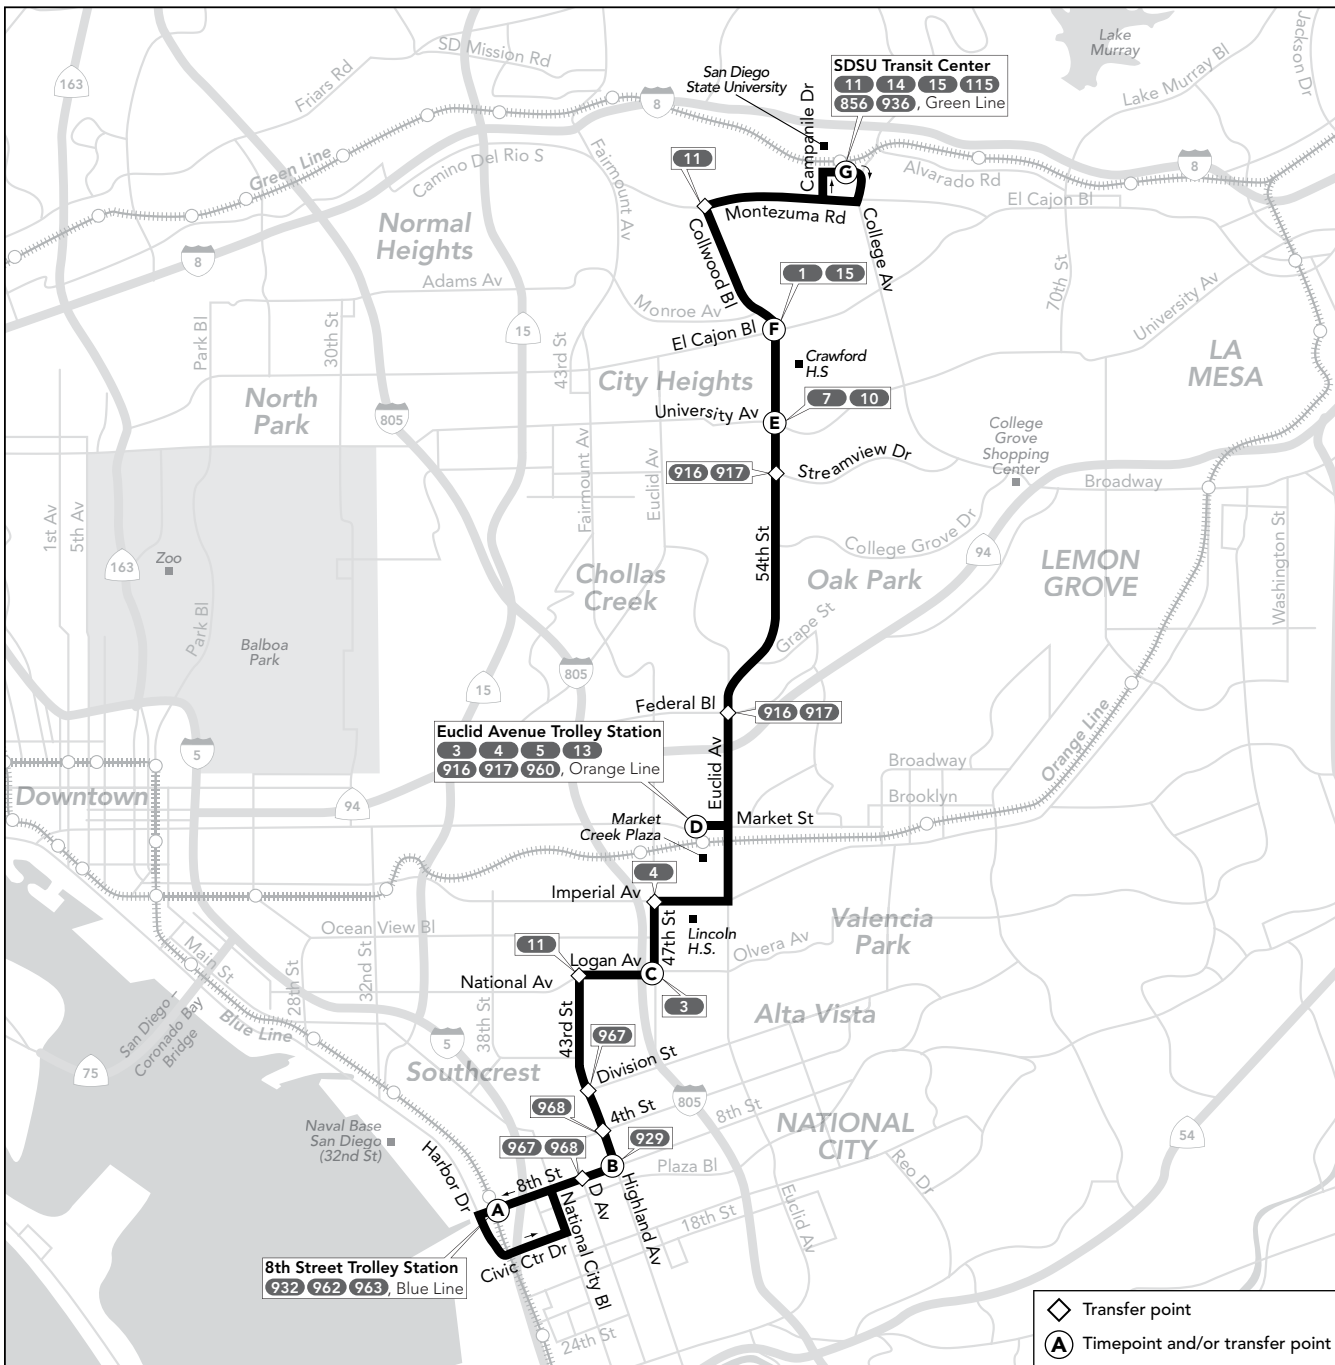 SDSU Transit Center
11 14 15 115
856 936, Green Line
San Diego
State University
Campanile Dr
G
Lake
Murray
Jackson Dr
Lake Murray Bl
SD Mission Rd
Friars Rd
163
8
Green Line
Camino Del Rio S
Fairmount Av
11
Alvarado Rd
8
El Cajon Bl
Montezuma Rd
College Av
Collwood Bl
Normal
Heights
8
Adams Av
Monroe Av
1 15
70th St
University Av
Park Bl
30th St
15
43rd St
El Cajon Bl
F
Crawford
H.S
LA
MESA
City Heights
North
Park
805
University Av
E
7 10
College
Grove
Shopping
Center
916 917
Streamview Dr
Broadway
1st Av
5th Av
Fairmount Av
Euclid Av
163
Zoo
54th St
College Grove Dr
94
Washington St
Chollas
Creek
Oak Park
LEMON
GROVE
Park Bl
Balboa
Park
Grape St
805
15
Federal Bl
916 917
Orange Line
Euclid Avenue Trolley Station
3 4 5 13
916 917 960, Orange Line
Euclid Av
5
Downtown
94
Broadway
Brooklyn
D
Market St
Market
Creek Plaza
4
Imperial Av
47th St
Lincoln
H.S.
Valencia
Park
Olvera Av
Ocean View Bl
Main St
28th St
32nd St
11
Logan Av
C
National Av
3
San Diego –
Coronado Bay
Bridge
Blue Line
38th St
43rd St
Alta Vista
5
967
Division St
75
Southcrest
805
968
4th St
8th St
NATIONAL
CITY
54
Naval Base
San Diego
(32nd St)
967 968
929
B
Plaza Bl
Reo Dr
Harbor Dr
8th St
D Av
Highland Av
A
18th St
Euclid Av
Civic Ctr Dr
National City Bl
8th Street Trolley Station
932 962 963, Blue Line
24th St
Transfer point
A
Timepoint and/or transfer point